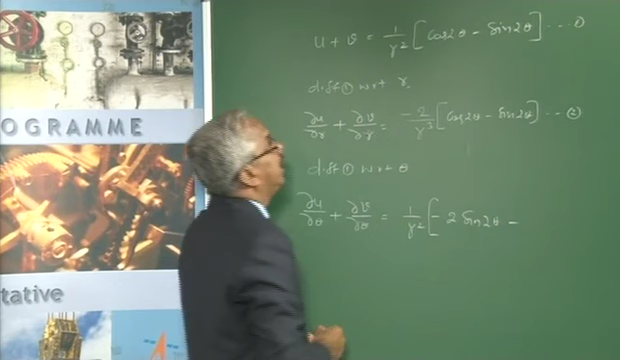 u + v = 1/r² [cos2θ - sin2θ] --- ①
diff ① w.r.t r.
∂u/∂r + ∂v/∂r = -2/r³ [cos2θ - sin2θ] -- ②
OGRAMME
diff ① w.r.t θ
∂u/∂θ + ∂v/∂θ = 1/r² [- 2 sin2θ -
tative